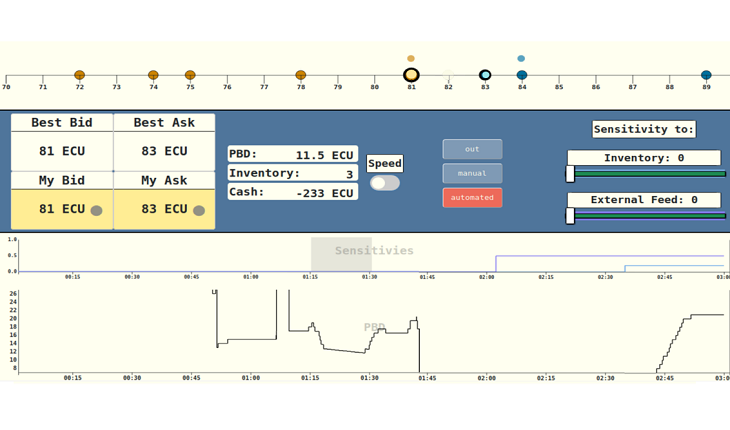 70 71 72 73 74 75 76 77 78 79 80 81 82 83 84 85 86 87 88 89
Best Bid Best Ask
81 ECU 83 ECU
My Bid My Ask
81 ECU 83 ECU
PBD: 11.5 ECU
Inventory: 3
Cash: -233 ECU
Speed
out
manual
automated
Sensitivity to:
Inventory: 0
External Feed: 0
Sensitivies
1.0
0.5
0.0
00:15 00:30 00:45 01:00 01:15 01:30 01:45 02:00 02:15 02:30 02:45 03:00
PBD
26
24
22
20
18
16
14
12
10
8
00:15 00:30 00:45 01:00 01:15 01:30 01:45 02:00 02:15 02:30 02:45 03:0